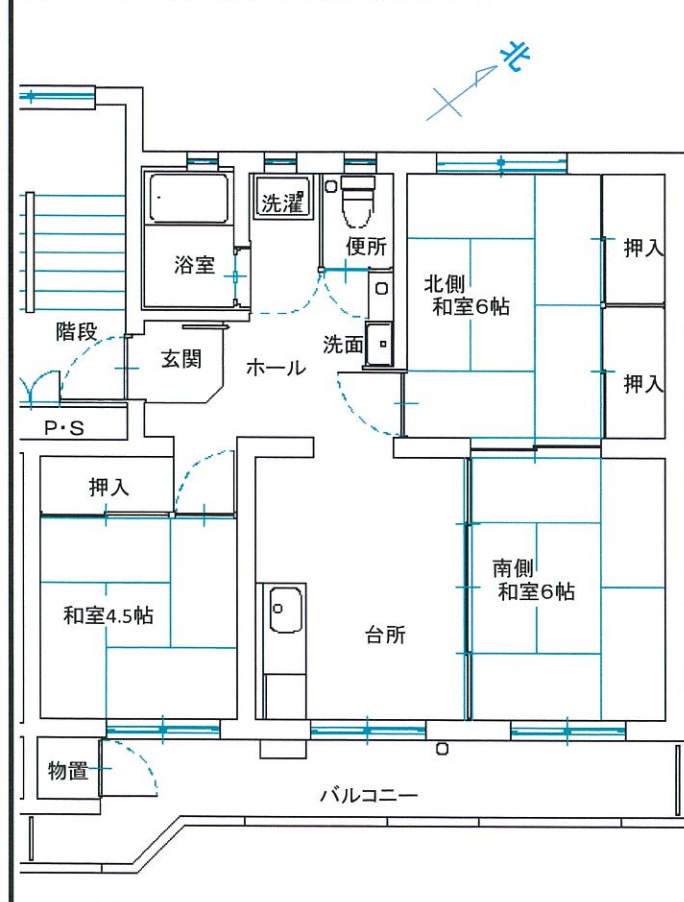 北
洗濯
便所
浴室
北側
和室6帖
押入
階段
玄関
ホール
洗面
押入
P・S
押入
南側
和室6帖
和室4.5帖
台所
物置
バルコニー